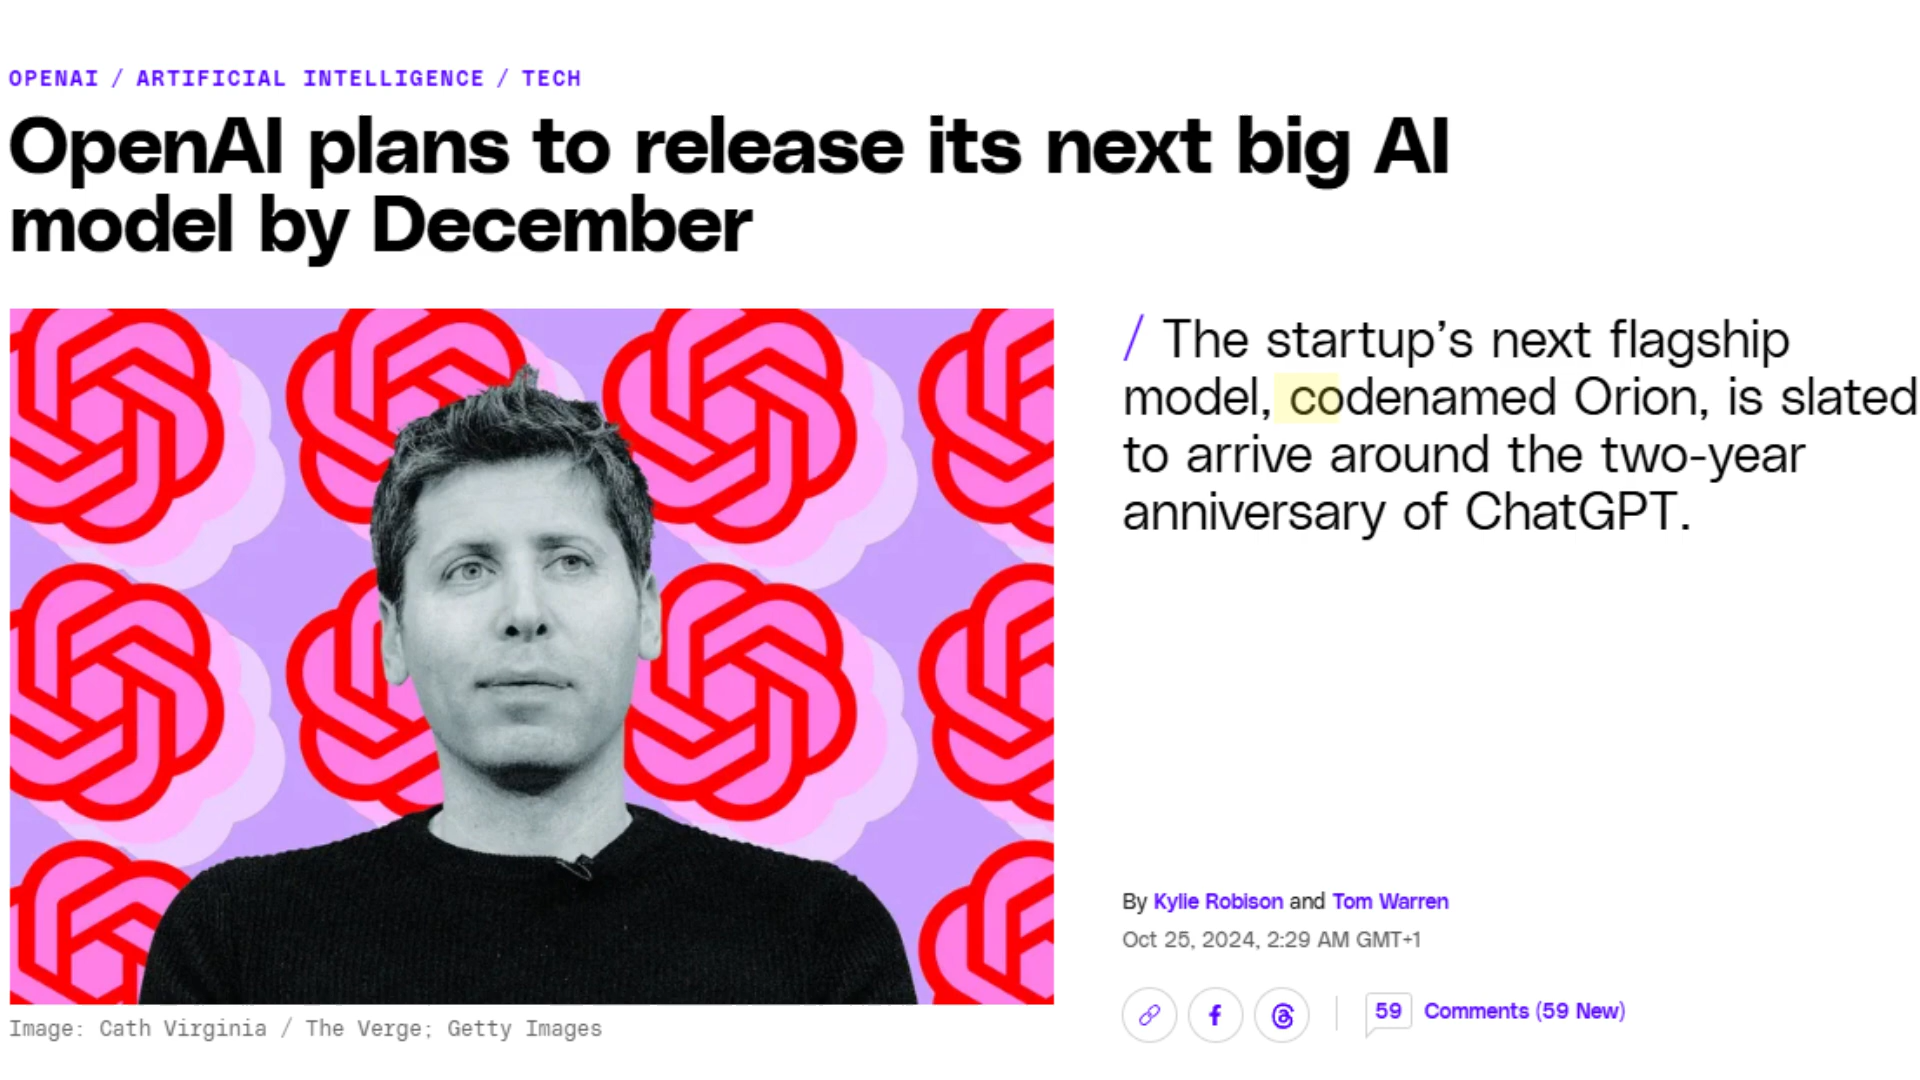 OPENAI / ARTIFICIAL INTELLIGENCE / TECH
OpenAI plans to release its next big AI
model by December
/ The startup’s next flagship
model, codenamed Orion, is slated
to arrive around the two-year
anniversary of ChatGPT.
By Kylie Robison and Tom Warren
Oct 25, 2024, 2:29 AM GMT+1
59 Comments (59 New)
Image: Cath Virginia / The Verge; Getty Images